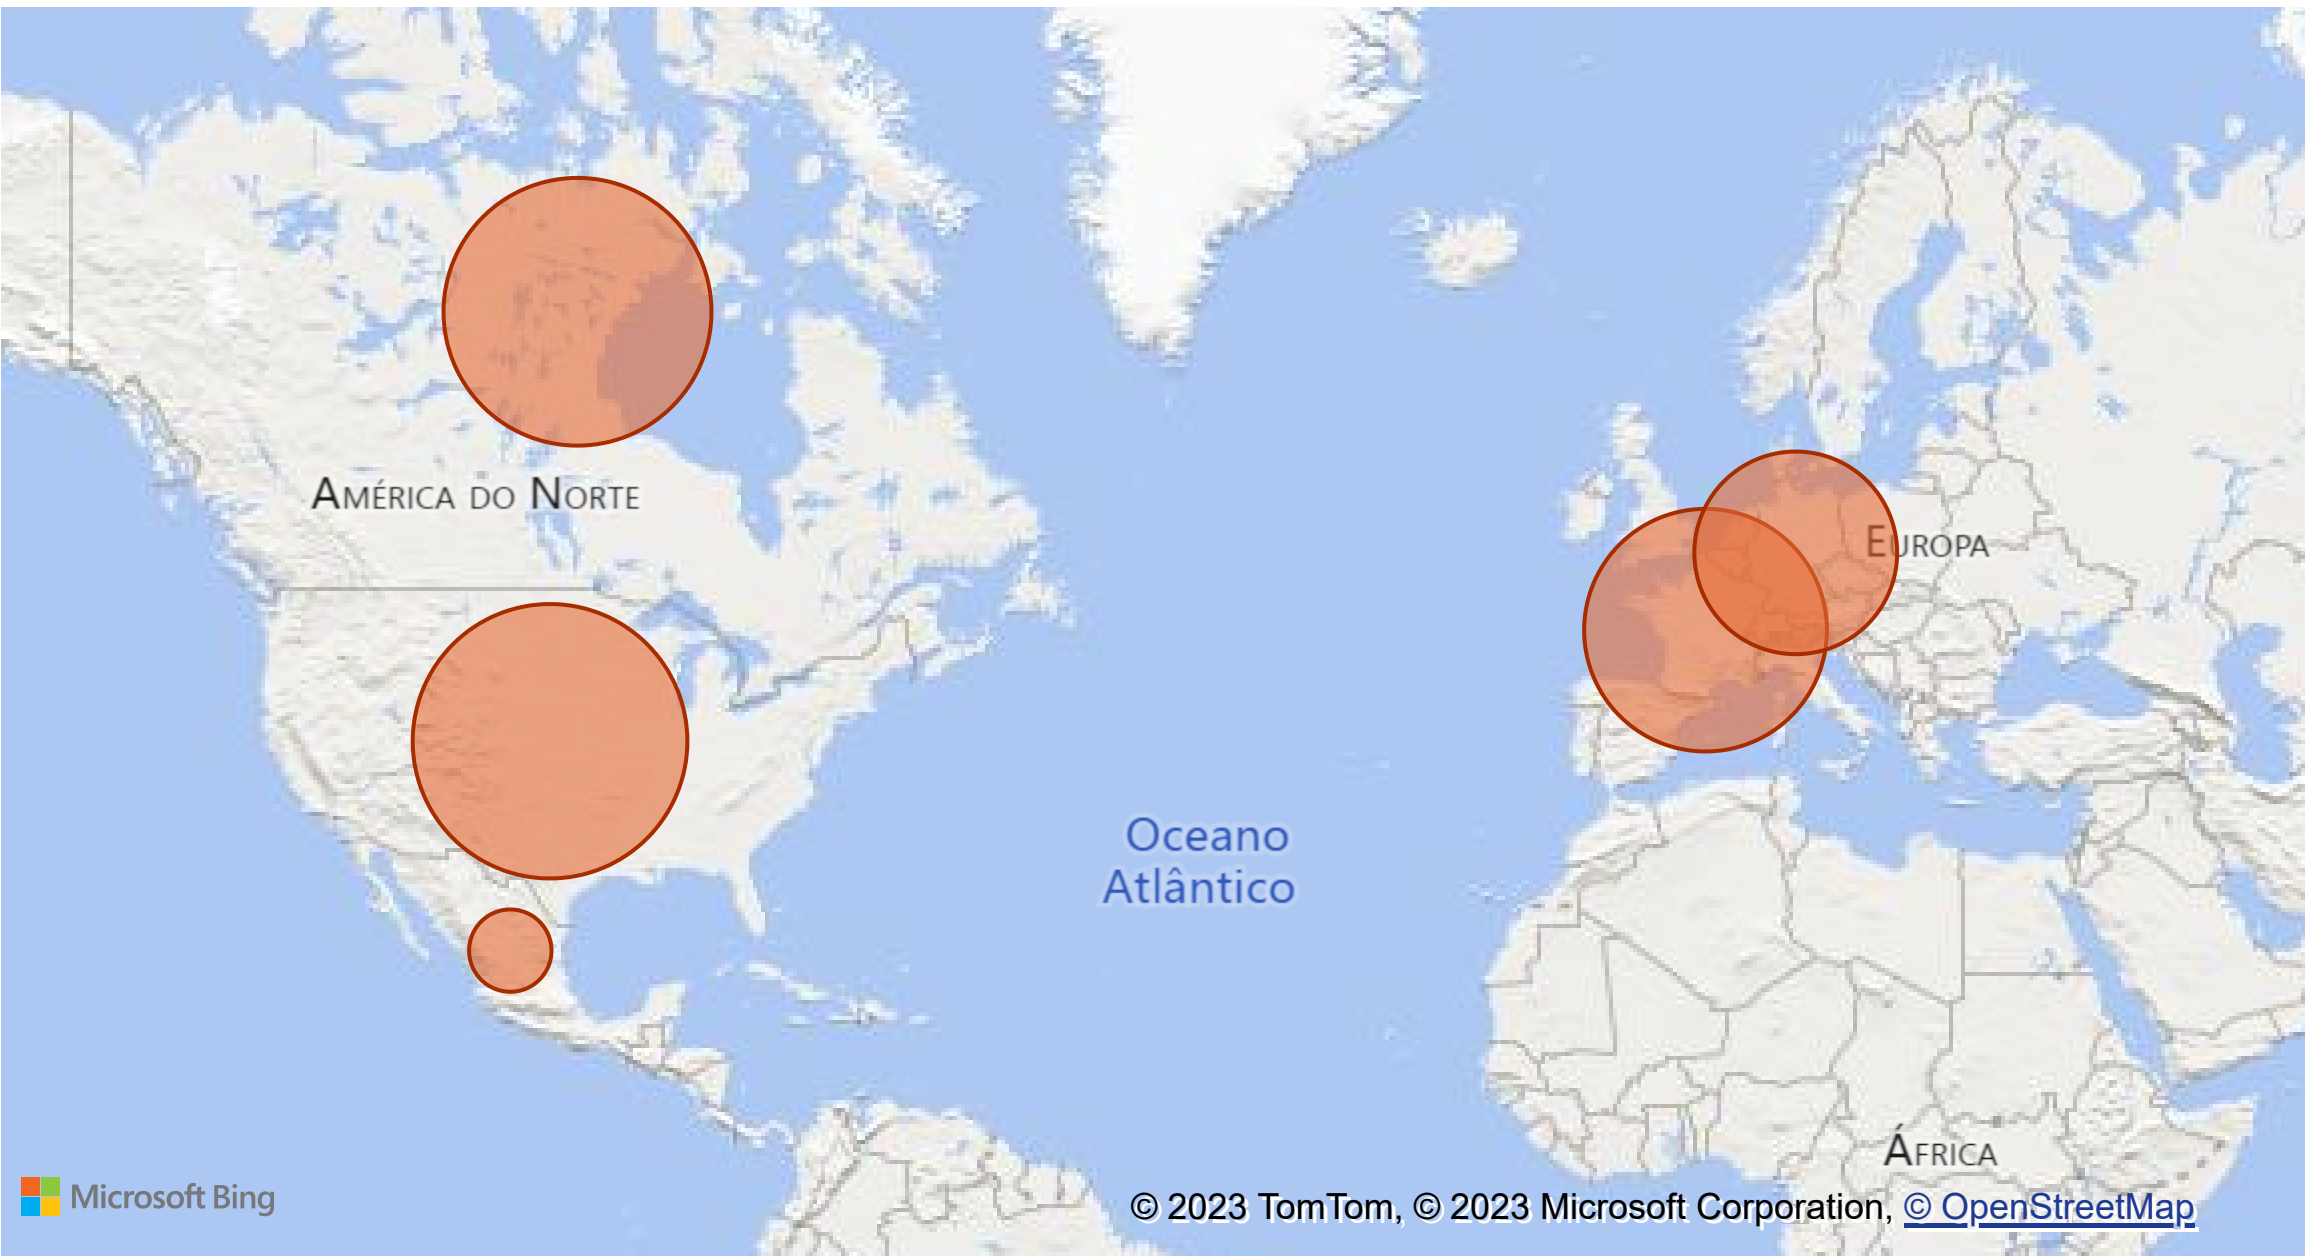 América do Norte
Europa
Oceano
Atlântico
África
Microsoft Bing
© 2023 TomTom, © 2023 Microsoft Corporation, © OpenStreetMap